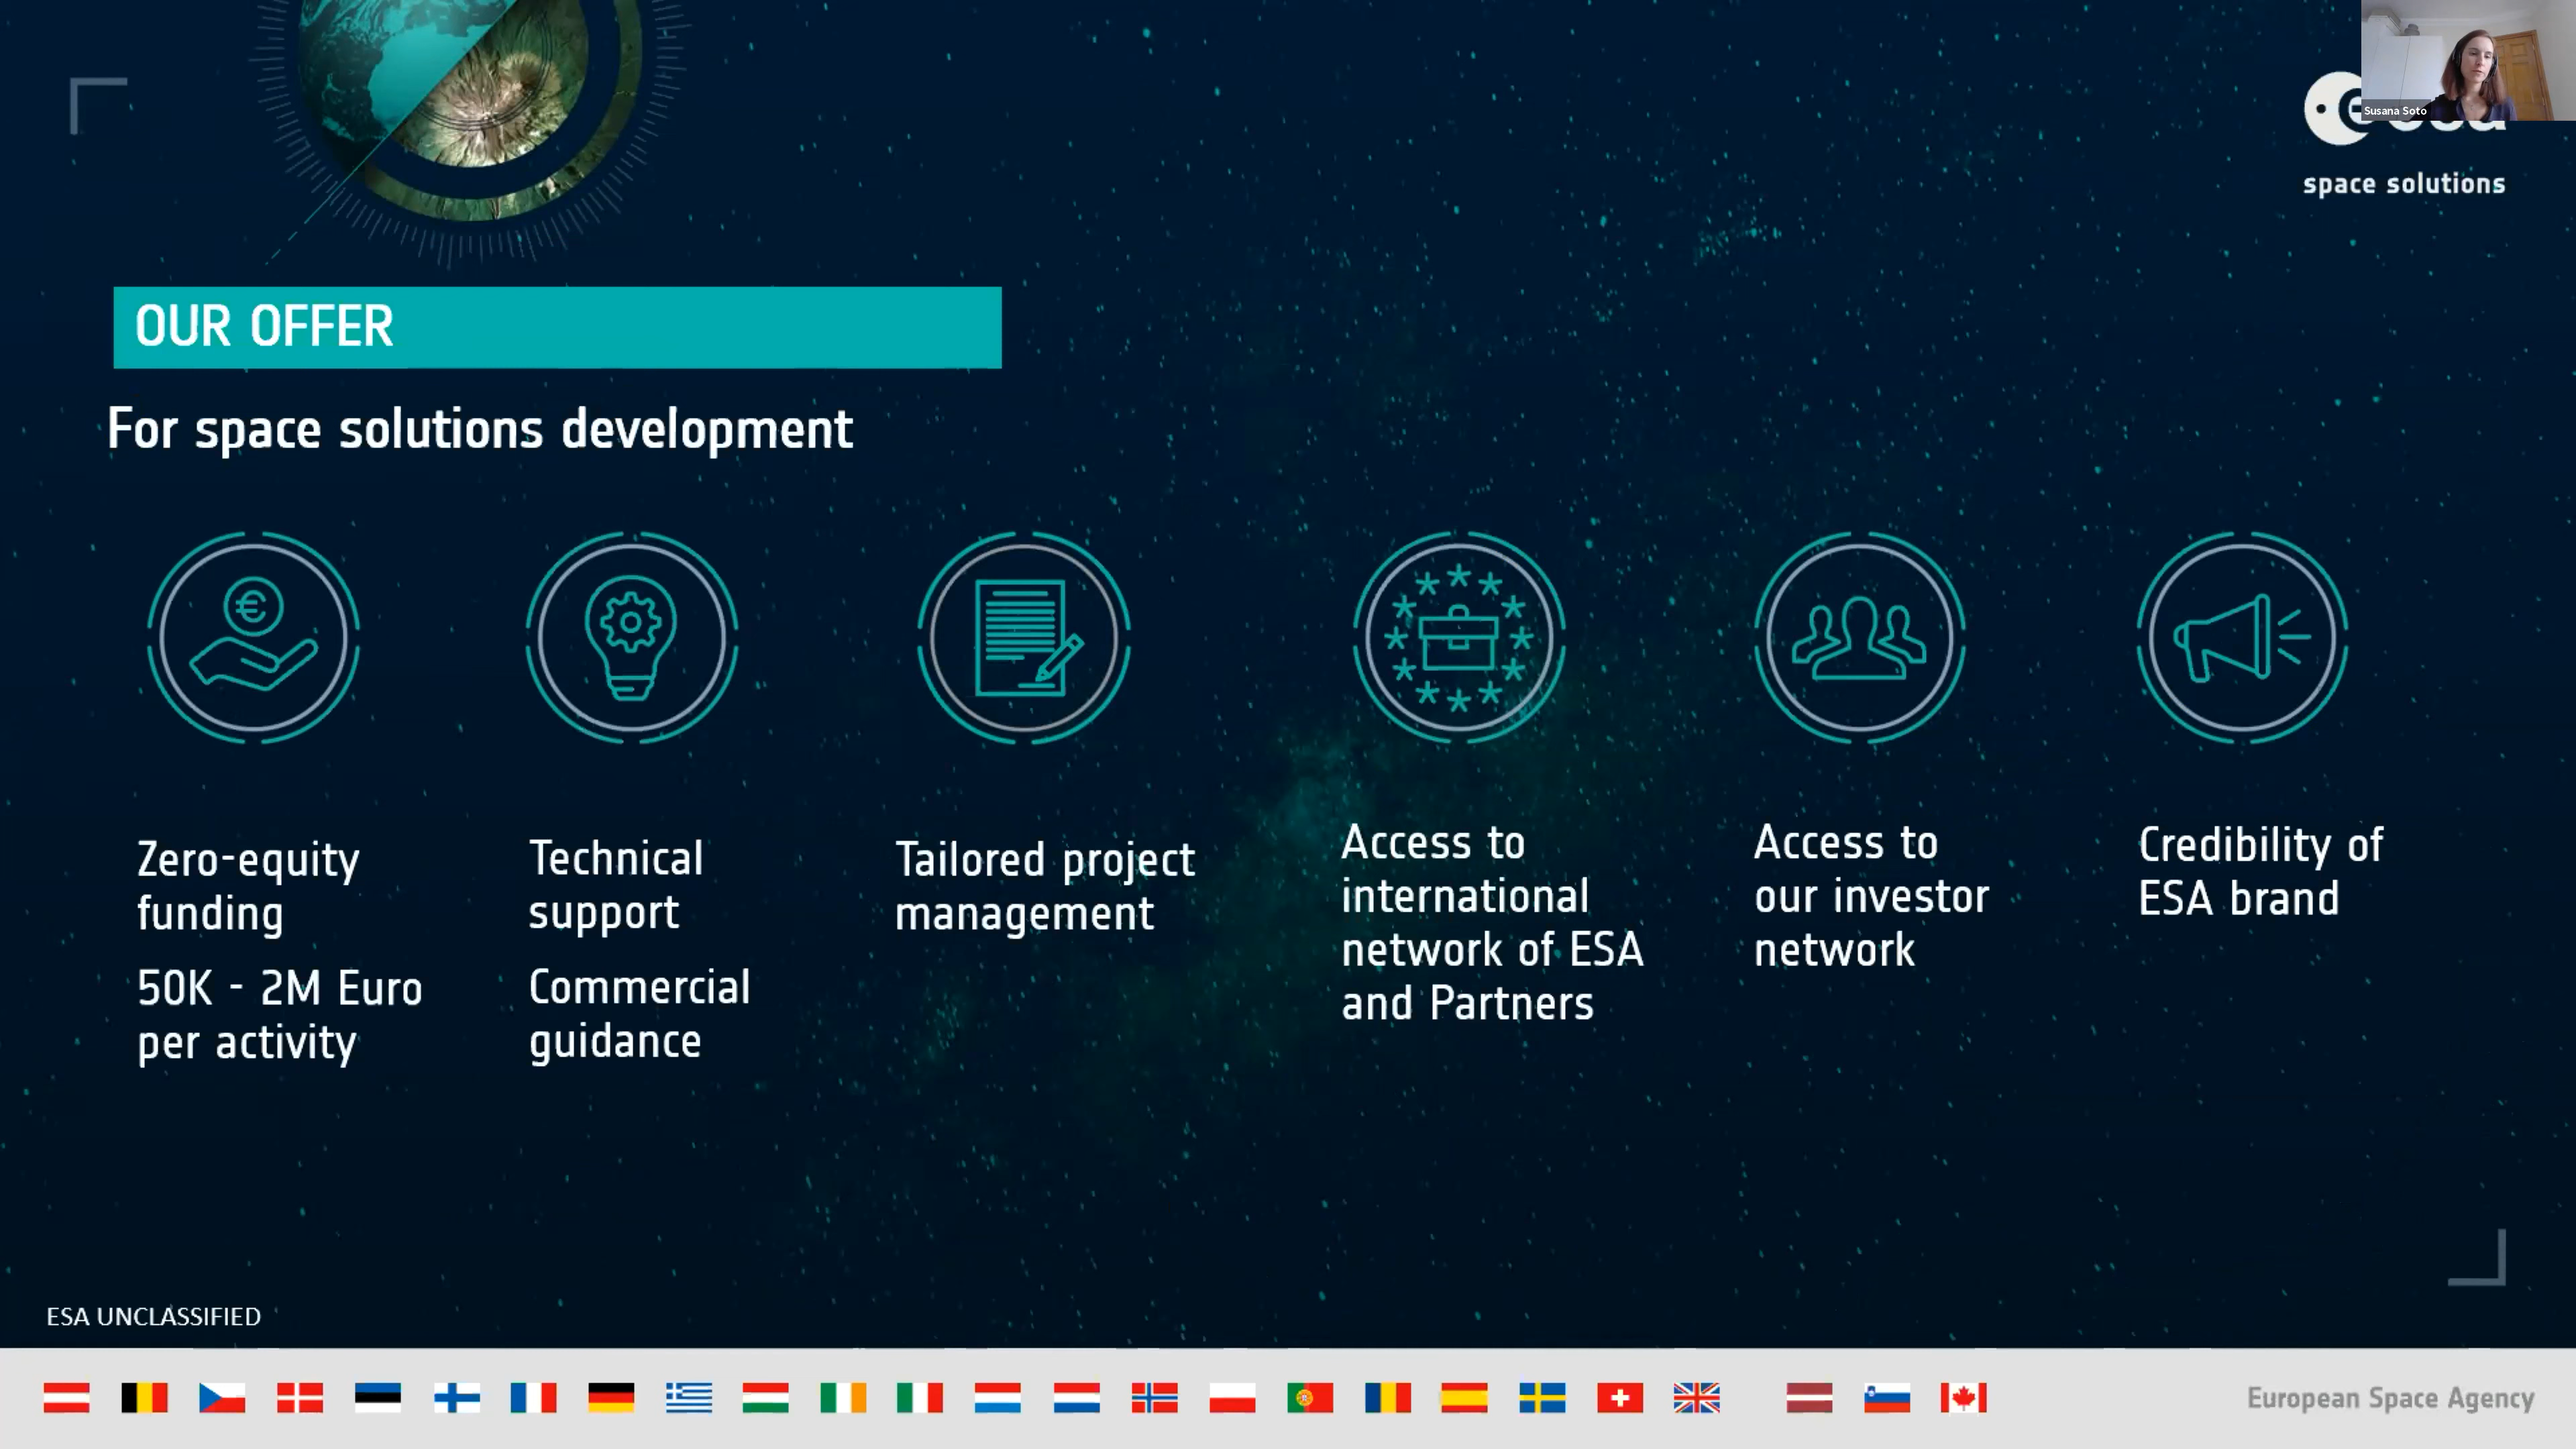 Susana Soto
space solutions
OUR OFFER
For space solutions development
Zero-equity
funding
50K - 2M Euro
per activity
Technical
support
Commercial
guidance
Tailored project
management
Access to
international
network of ESA
and Partners
Access to
our investor
network
Credibility of
ESA brand
ESA UNCLASSIFIED
European Space Agency